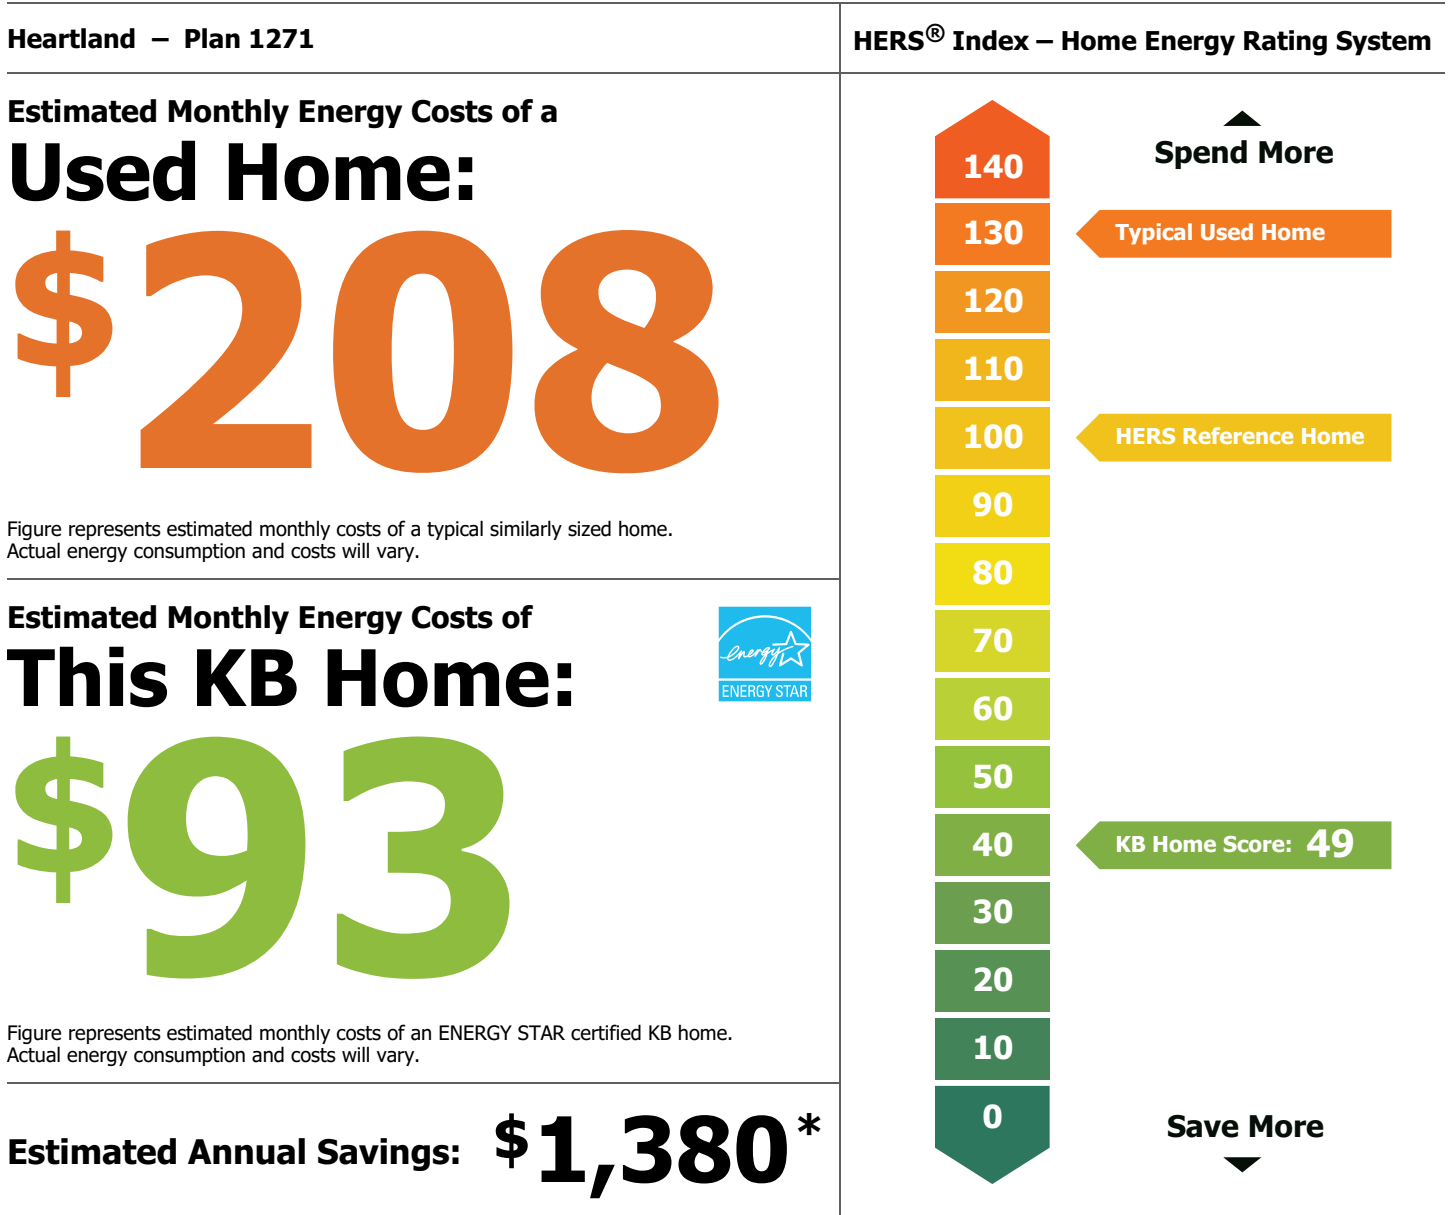 Heartland – Plan 1271
Estimated Monthly Energy Costs of a
Used Home:
$208
Figure represents estimated monthly costs of a typical similarly sized home.
Actual energy consumption and costs will vary.
Estimated Monthly Energy Costs of
This KB Home:
energy
ENERGY STAR
$93
Figure represents estimated monthly costs of an ENERGY STAR certified KB home.
Actual energy consumption and costs will vary.
Estimated Annual Savings: $1,380*
HERS® Index – Home Energy Rating System
Spend More
140
130 Typical Used Home
120
110
100 HERS Reference Home
90
80
70
60
50
40 KB Home Score: 49
30
20
10
0
Save More